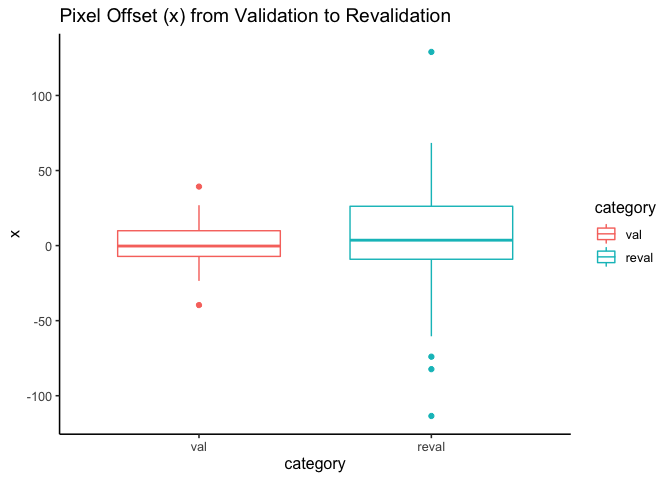 Pixel Offset (x) from Validation to Revalidation
100
50
0
-50
-100
x
val
reval
category
category
val
reval